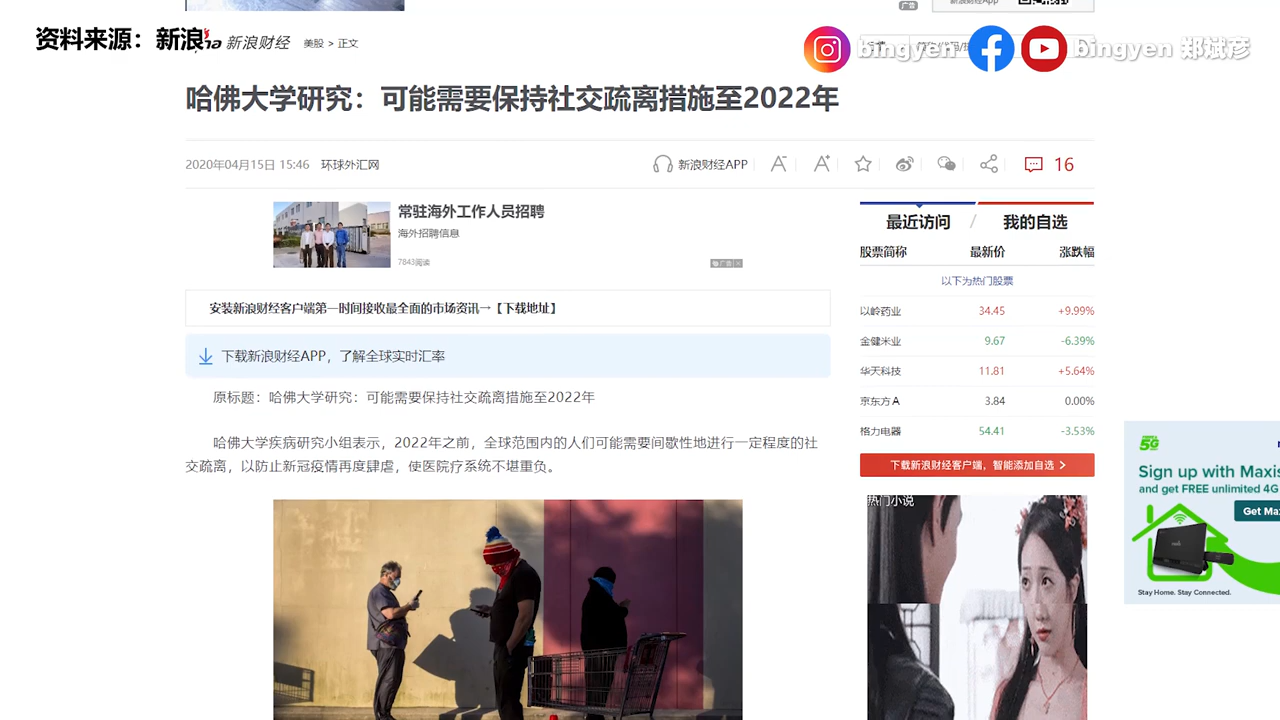 广告
新浪财经App
资料来源：新浪
新浪财经
美股 > 正文
bingyen
bingyen 郑斌彦
哈佛大学研究：可能需要保持社交疏离措施至2022年
2020年04月15日 15:46 环球外汇网
新浪财经APP
16
常驻海外工作人员招聘
海外招聘信息
7843阅读
广告
最近访问 / 我的自选
股票简称 最新价 涨跌幅
以下为热门股票
以岭药业 34.45 +9.99%
金健米业 9.67 -6.39%
华天科技 11.81 +5.64%
京东方A 3.84 0.00%
格力电器 54.41 -3.53%
下载新浪财经客户端，智能添加自选
安装新浪财经客户端第一时间接收最全面的市场资讯→【下载地址】
下载新浪财经APP，了解全球实时汇率
原标题：哈佛大学研究：可能需要保持社交疏离措施至2022年
哈佛大学疾病研究小组表示，2022年之前，全球范围内的人们可能需要间歇性地进行一定程度的社
交疏离，以防止新冠疫情再度肆虐，使医院疗系统不堪重负。
热门小说
5G
Sign up with Maxis
and get FREE unlimited 4G
Get Max
Stay Home. Stay Connected.